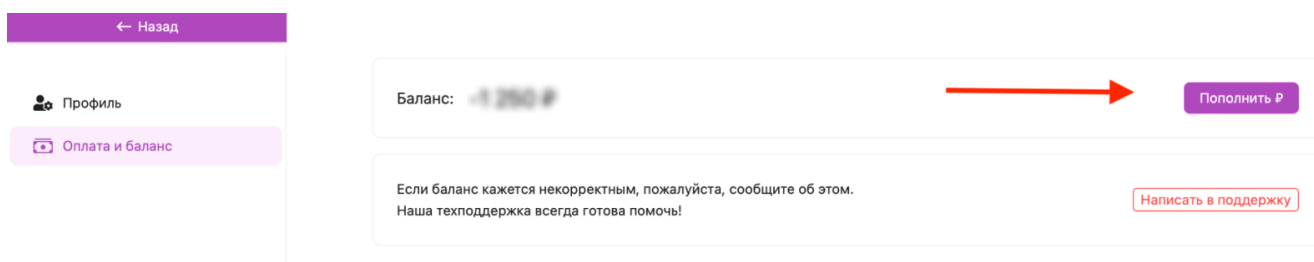 ← Назад
Профиль
Оплата и баланс
Баланс:
Пополнить ₽
Если баланс кажется некорректным, пожалуйста, сообщите об этом.
Наша техподдержка всегда готова помочь!
Написать в поддержку